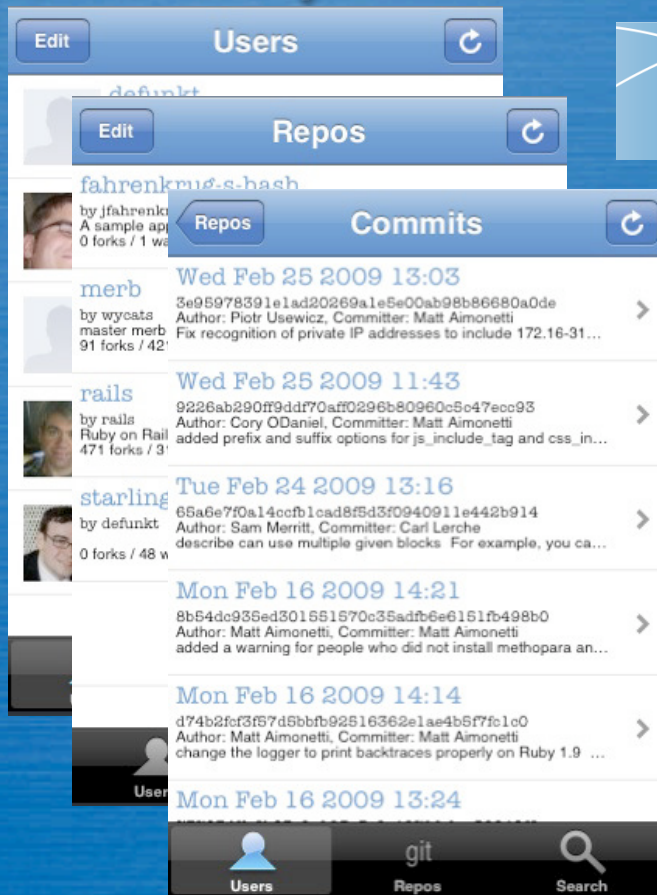 Edit
Users
defunkt
Edit
Repos
fahrenkrug-s-bash
by jfahrenkr
A sample ap
0 forks / 1 wa
merb
by wycats
master merb
91 forks / 42
rails
by rails
Ruby on Rail
471 forks / 3
starling
by defunkt
0 forks / 48 w
User
Repos
Commits
Wed Feb 25 2009 13:03
3e95978391e1ad20269a1e5e00ab98b86680a0de
Author: Piotr Usewicz, Committer: Matt Aimonetti
Fix recognition of private IP addresses to include 172.16-31...
Wed Feb 25 2009 11:43
9226ab290ff9ddf70aff0296b80960c5c47ecc93
Author: Cory ODaniel, Committer: Matt Aimonetti
added prefix and suffix options for js_include_tag and css_in...
Tue Feb 24 2009 13:16
65a6e7f0a14ccfb1cad8f5d3f0940911e442b914
Author: Sam Merritt, Committer: Carl Lerche
describe can use multiple given blocks For example, you ca...
Mon Feb 16 2009 14:21
8b54dc935ed301551570c35adfb6e6151fb498b0
Author: Matt Aimonetti, Committer: Matt Aimonetti
added a warning for people who did not install methopara an...
Mon Feb 16 2009 14:14
d74b2fcf3f57d5bbfb92516362e1ae4b5f7fc1c0
Author: Matt Aimonetti, Committer: Matt Aimonetti
change the logger to print backtraces properly on Ruby 1.9 ...
Mon Feb 16 2009 13:24
Users
git
Repos
Search